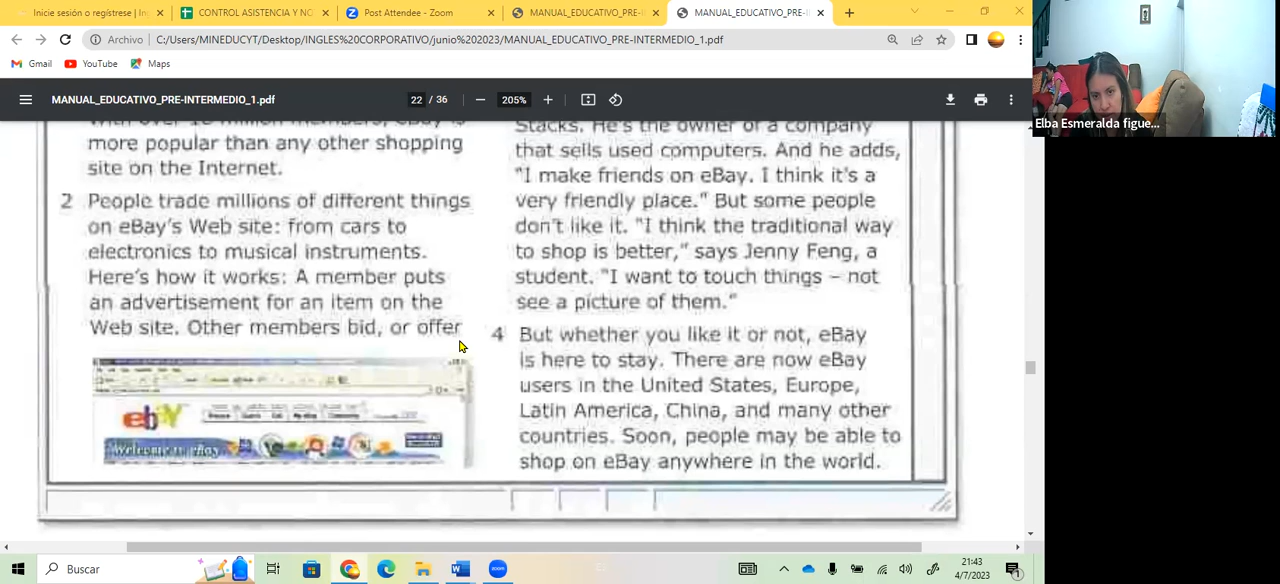 Inicie sesión o regístrese | In
CONTROL ASISTENCIA Y NO
Post Attendee - Zoom
MANUAL_EDUCATIVO_PRE-I
MANUAL_EDUCATIVO_PRE-I
Archivo
C:/Users/MINEDUCYT/Desktop/INGLES%20CORPORATIVO/junio%202023/MANUAL_EDUCATIVO_PRE-INTERMEDIO_1.pdf
Gmail
YouTube
Maps
MANUAL_EDUCATIVO_PRE-INTERMEDIO_1.pdf
22 / 36
205%
Elba Esmeralda figue...
more popular than any other shopping
site on the Internet.
2 People trade millions of different things
on eBay's Web site: from cars to
electronics to musical instruments.
Here's how it works: A member puts
an advertisement for an item on the
Web site. Other members bid, or offer
ebY
Welcome to eBay
Stacks. He's the owner of a company
that sells used computers. And he adds,
"I make friends on eBay. I think it's a
very friendly place." But some people
don't like it. "I think the traditional way
to shop is better," says Jenny Feng, a
student. "I want to touch things – not
see a picture of them."
4 But whether you like it or not, eBay
is here to stay. There are now eBay
users in the United States, Europe,
Latin America, China, and many other
countries. Soon, people may be able to
shop on eBay anywhere in the world.
Buscar
zoom
21:43
4/7/2023